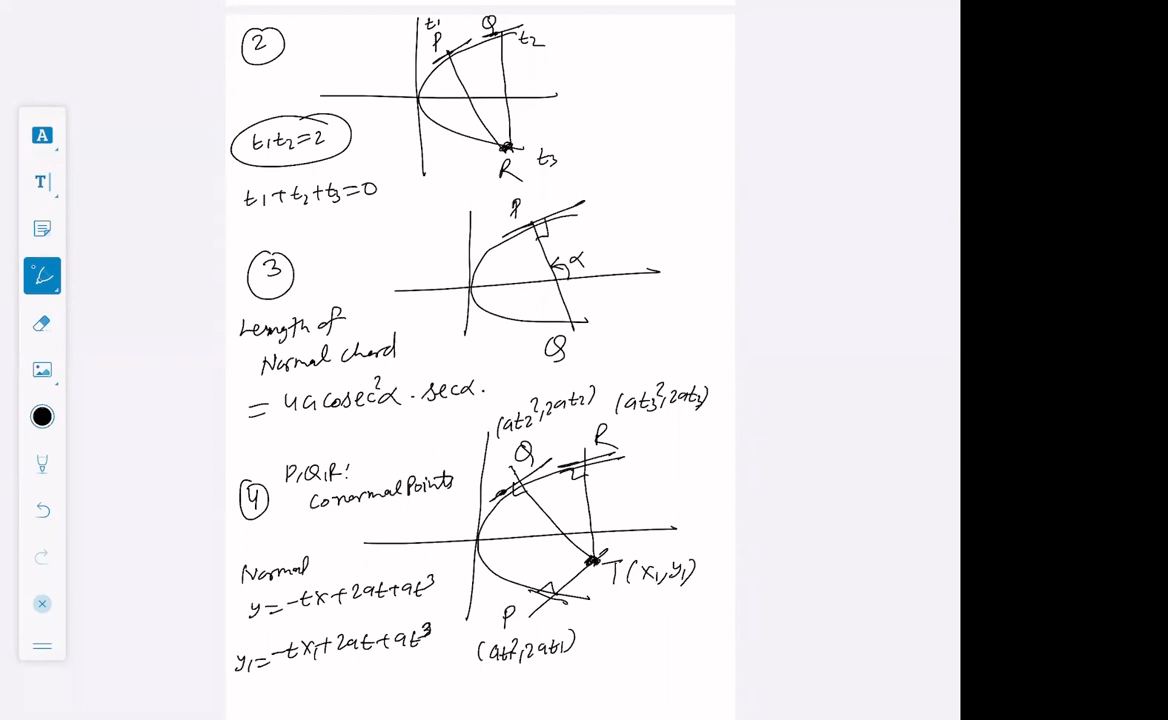 2
t1
P
Q
t2
t1t2=2
R
t3
t1+t2+t3=0
3
P
α
Length of
Normal chord
Q
= 4a cosec²α . secα.
(at2², 2at2)
(at3², 2at3)
4
P,Q,R:
Conormal Points
Q
R
Normal
y=-tx+2at+at³
T(x1,y1)
P
y1=-tx1+2at+at³
(at1², 2at1)
A
T